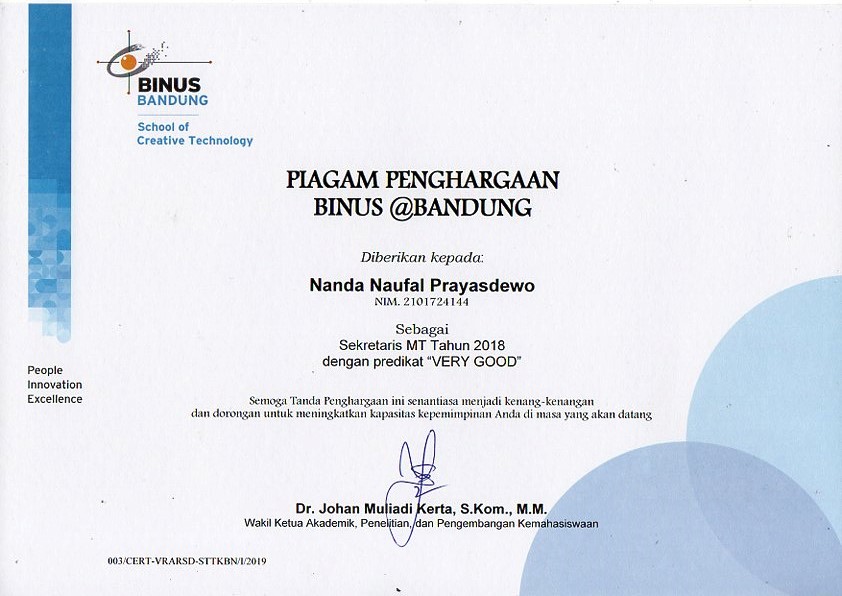 BINUS
BANDUNG
School of
Creative Technology
PIAGAM PENGHARGAAN
BINUS @BANDUNG
Diberikan kepada:
Nanda Naufal Prayasdewo
NIM. 2101724144
Sebagai
Sekretaris MT Tahun 2018
dengan predikat “VERY GOOD”
People
Innovation
Excellence
Semoga Tanda Penghargaan ini senantiasa menjadi kenang-kenangan
dan dorongan untuk meningkatkan kapasitas kepemimpinan Anda di masa yang akan datang
Dr. Johan Muliadi Kerta, S.Kom., M.M.
Wakil Ketua Akademik, Penelitian, dan Pengembangan Kemahasiswaan
003/CERT-VRARSD-STTKBN/I/2019